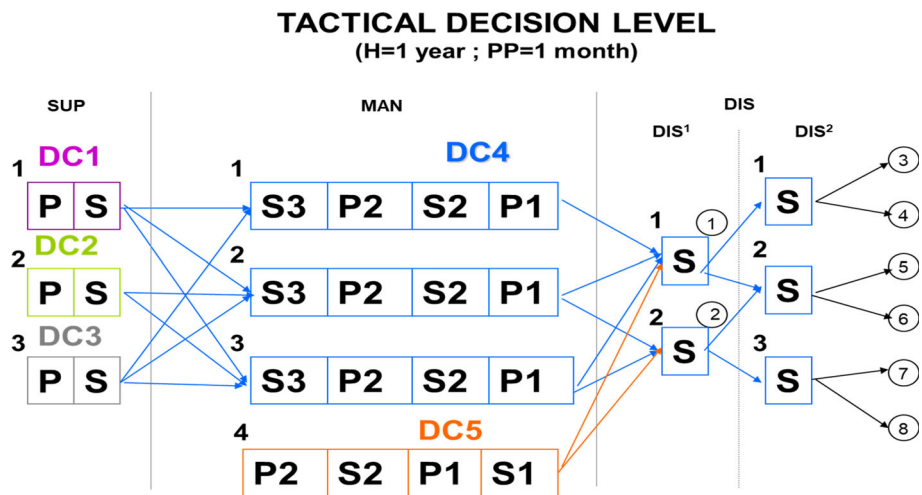 TACTICAL DECISION LEVEL
(H=1 year ; PP=1 month)
SUP
MAN
DIS
DIS¹
DIS²
1 DC1
P S
2 DC2
P S
3 DC3
P S
DC4
1
S3 P2 S2 P1
2
S3 P2 S2 P1
3
S3 P2 S2 P1
4 DC5
P2 S2 P1 S1
1
S 1
2
S 2
1
S
2
S
3
S
3
4
5
6
7
8